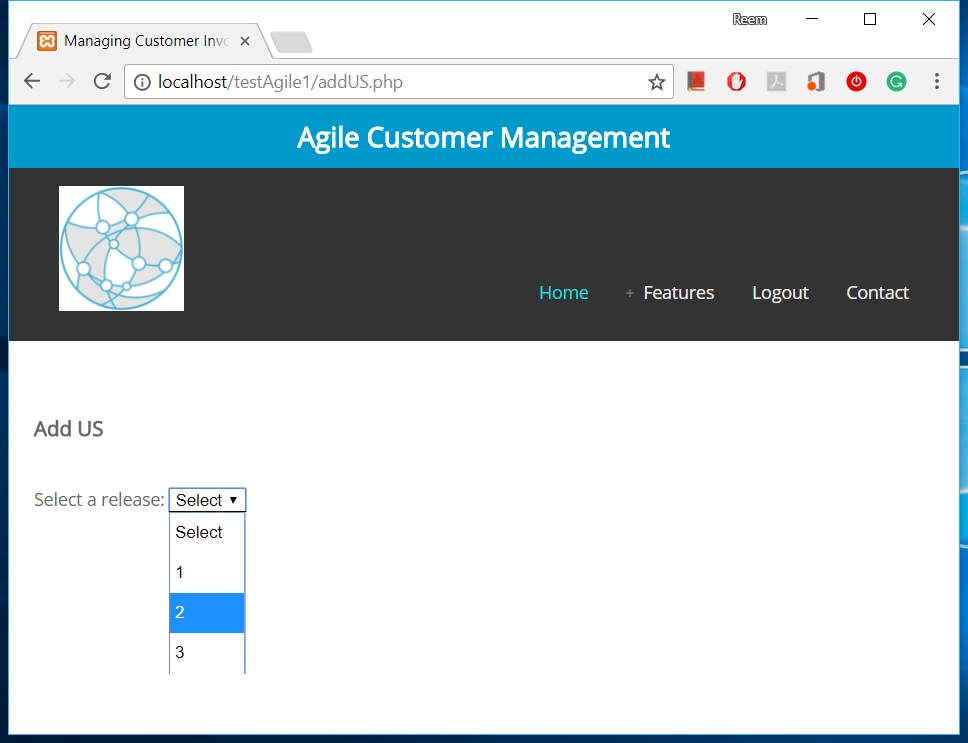 Reem
Managing Customer Invo
localhost/testAgile1/addUS.php
Agile Customer Management
Home + Features Logout Contact
Add US
Select a release: Select
Select
1
2
3